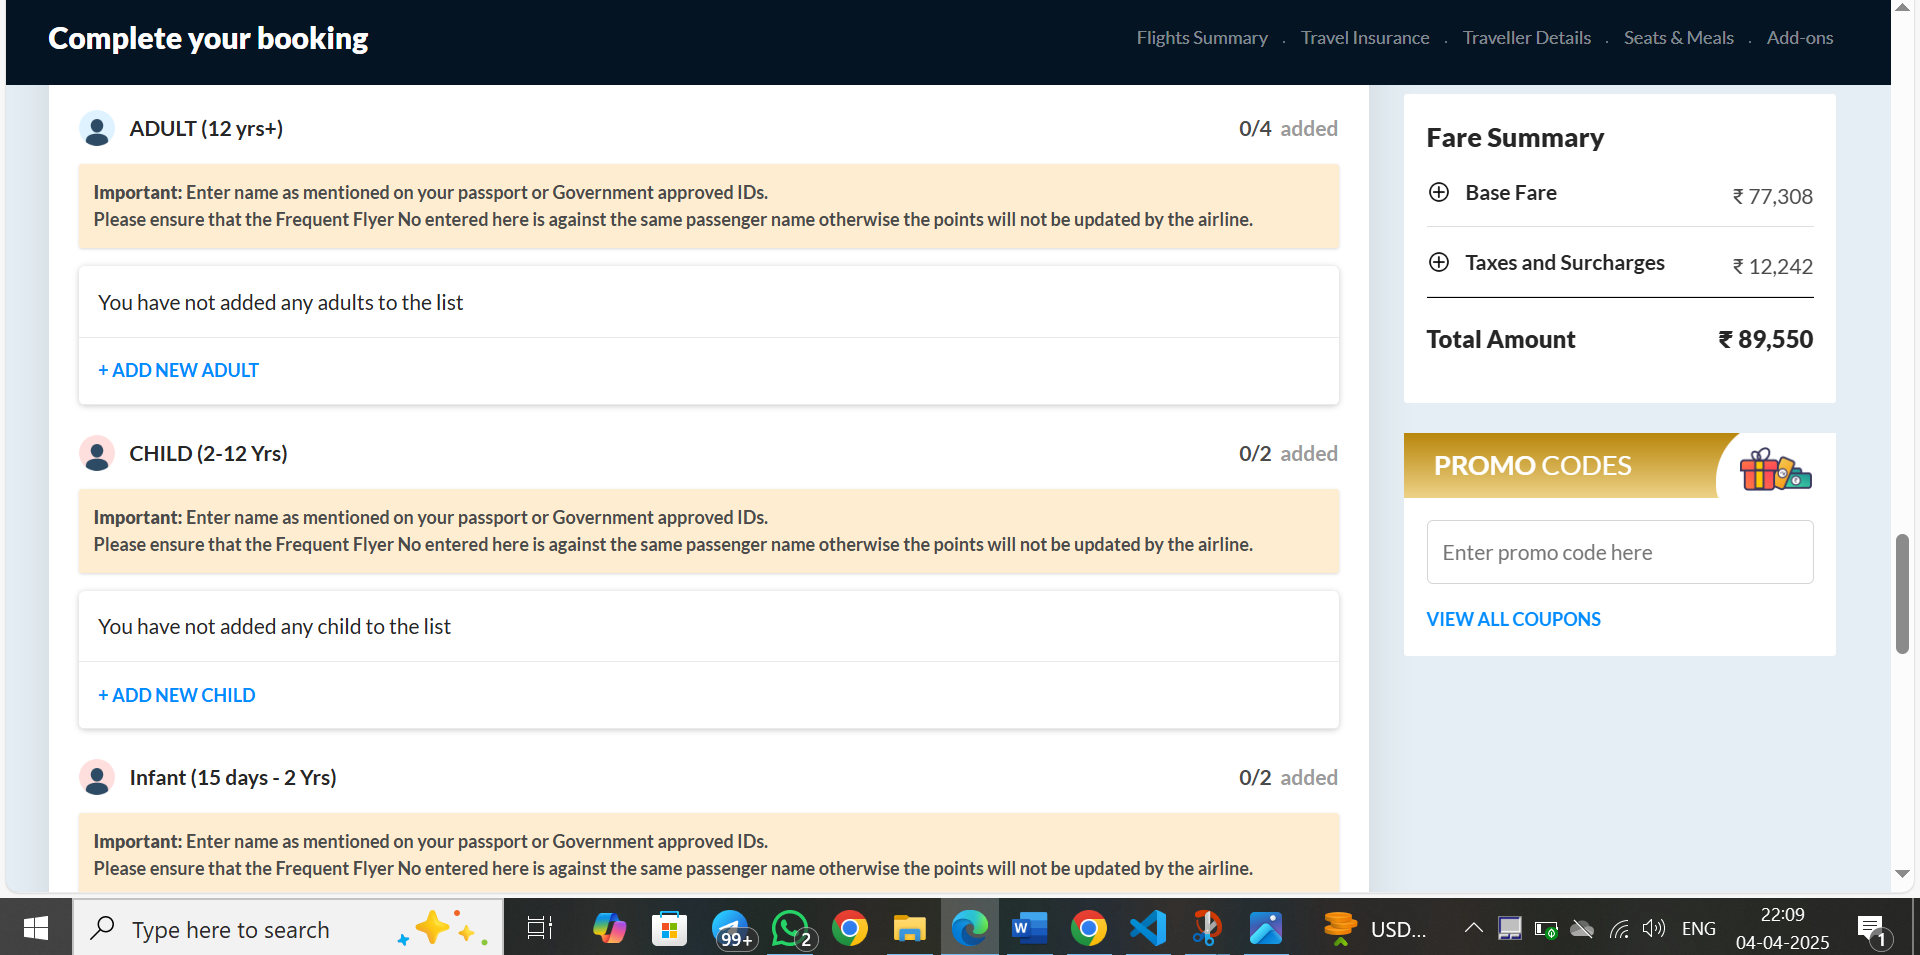 Complete your booking
Flights Summary . Travel Insurance . Traveller Details . Seats & Meals . Add-ons
ADULT (12 yrs+)
0/4 added
Important: Enter name as mentioned on your passport or Government approved IDs.
Please ensure that the Frequent Flyer No entered here is against the same passenger name otherwise the points will not be updated by the airline.
You have not added any adults to the list
+ ADD NEW ADULT
CHILD (2-12 Yrs)
0/2 added
Important: Enter name as mentioned on your passport or Government approved IDs.
Please ensure that the Frequent Flyer No entered here is against the same passenger name otherwise the points will not be updated by the airline.
You have not added any child to the list
+ ADD NEW CHILD
Infant (15 days - 2 Yrs)
0/2 added
Important: Enter name as mentioned on your passport or Government approved IDs.
Please ensure that the Frequent Flyer No entered here is against the same passenger name otherwise the points will not be updated by the airline.
Fare Summary
Base Fare ₹ 77,308
Taxes and Surcharges ₹ 12,242
Total Amount ₹ 89,550
PROMO CODES
Enter promo code here
VIEW ALL COUPONS
Type here to search
99+
2
W
USD...
ENG
22:09
04-04-2025
1